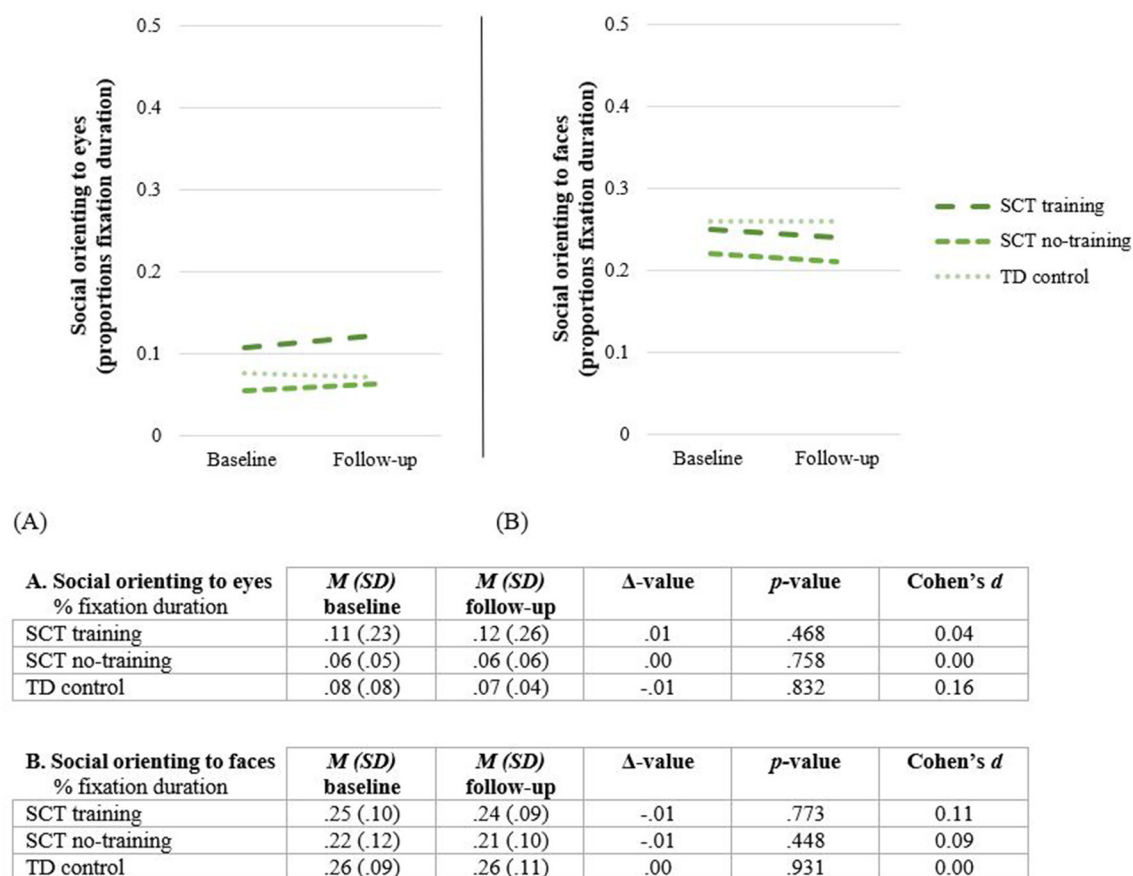 Social orienting to eyes
(proportions fixation duration)
0.5
0.4
0.3
0.2
0.1
0
Baseline Follow-up
(A)
Social orienting to faces
(proportions fixation duration)
0.5
0.4
0.3
0.2
0.1
0
Baseline Follow-up
(B)
SCT training
SCT no-training
TD control
A. Social orienting to eyes M (SD) M (SD) Δ-value p-value Cohen's d
% fixation duration baseline follow-up
SCT training .11 (.23) .12 (.26) .01 .468 0.04
SCT no-training .06 (.05) .06 (.06) .00 .758 0.00
TD control .08 (.08) .07 (.04) -.01 .832 0.16
B. Social orienting to faces M (SD) M (SD) Δ-value p-value Cohen's d
% fixation duration baseline follow-up
SCT training .25 (.10) .24 (.09) -.01 .773 0.11
SCT no-training .22 (.12) .21 (.10) -.01 .448 0.09
TD control .26 (.09) .26 (.11) .00 .931 0.00